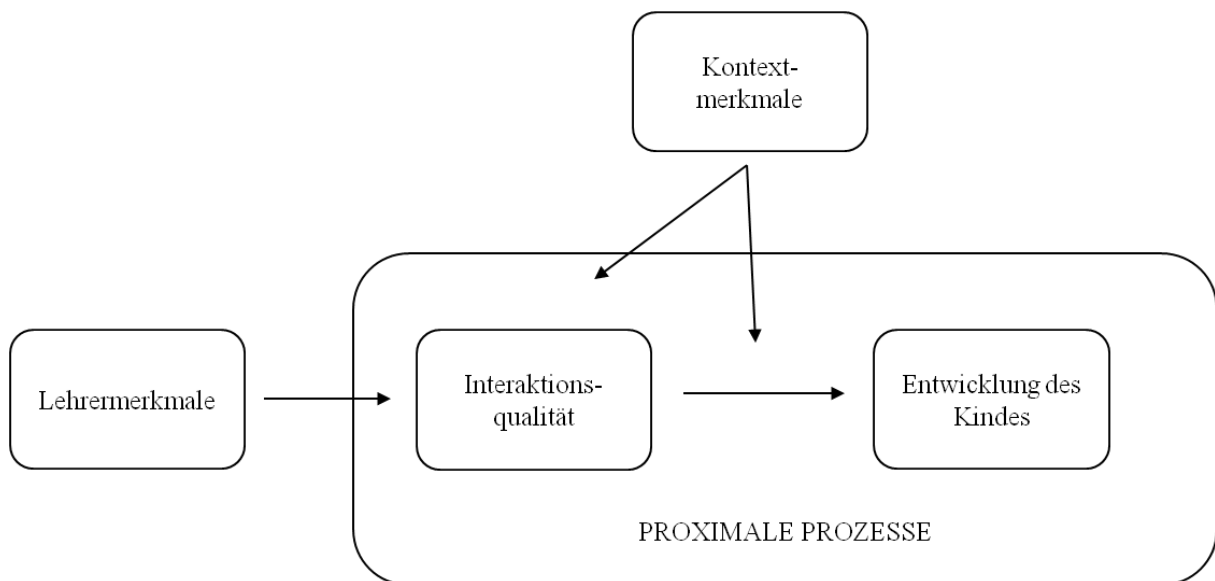 Kontext-
merkmale
Lehrermerkmale
Interaktions-
qualität
Entwicklung des
Kindes
PROXIMALE PROZESSE